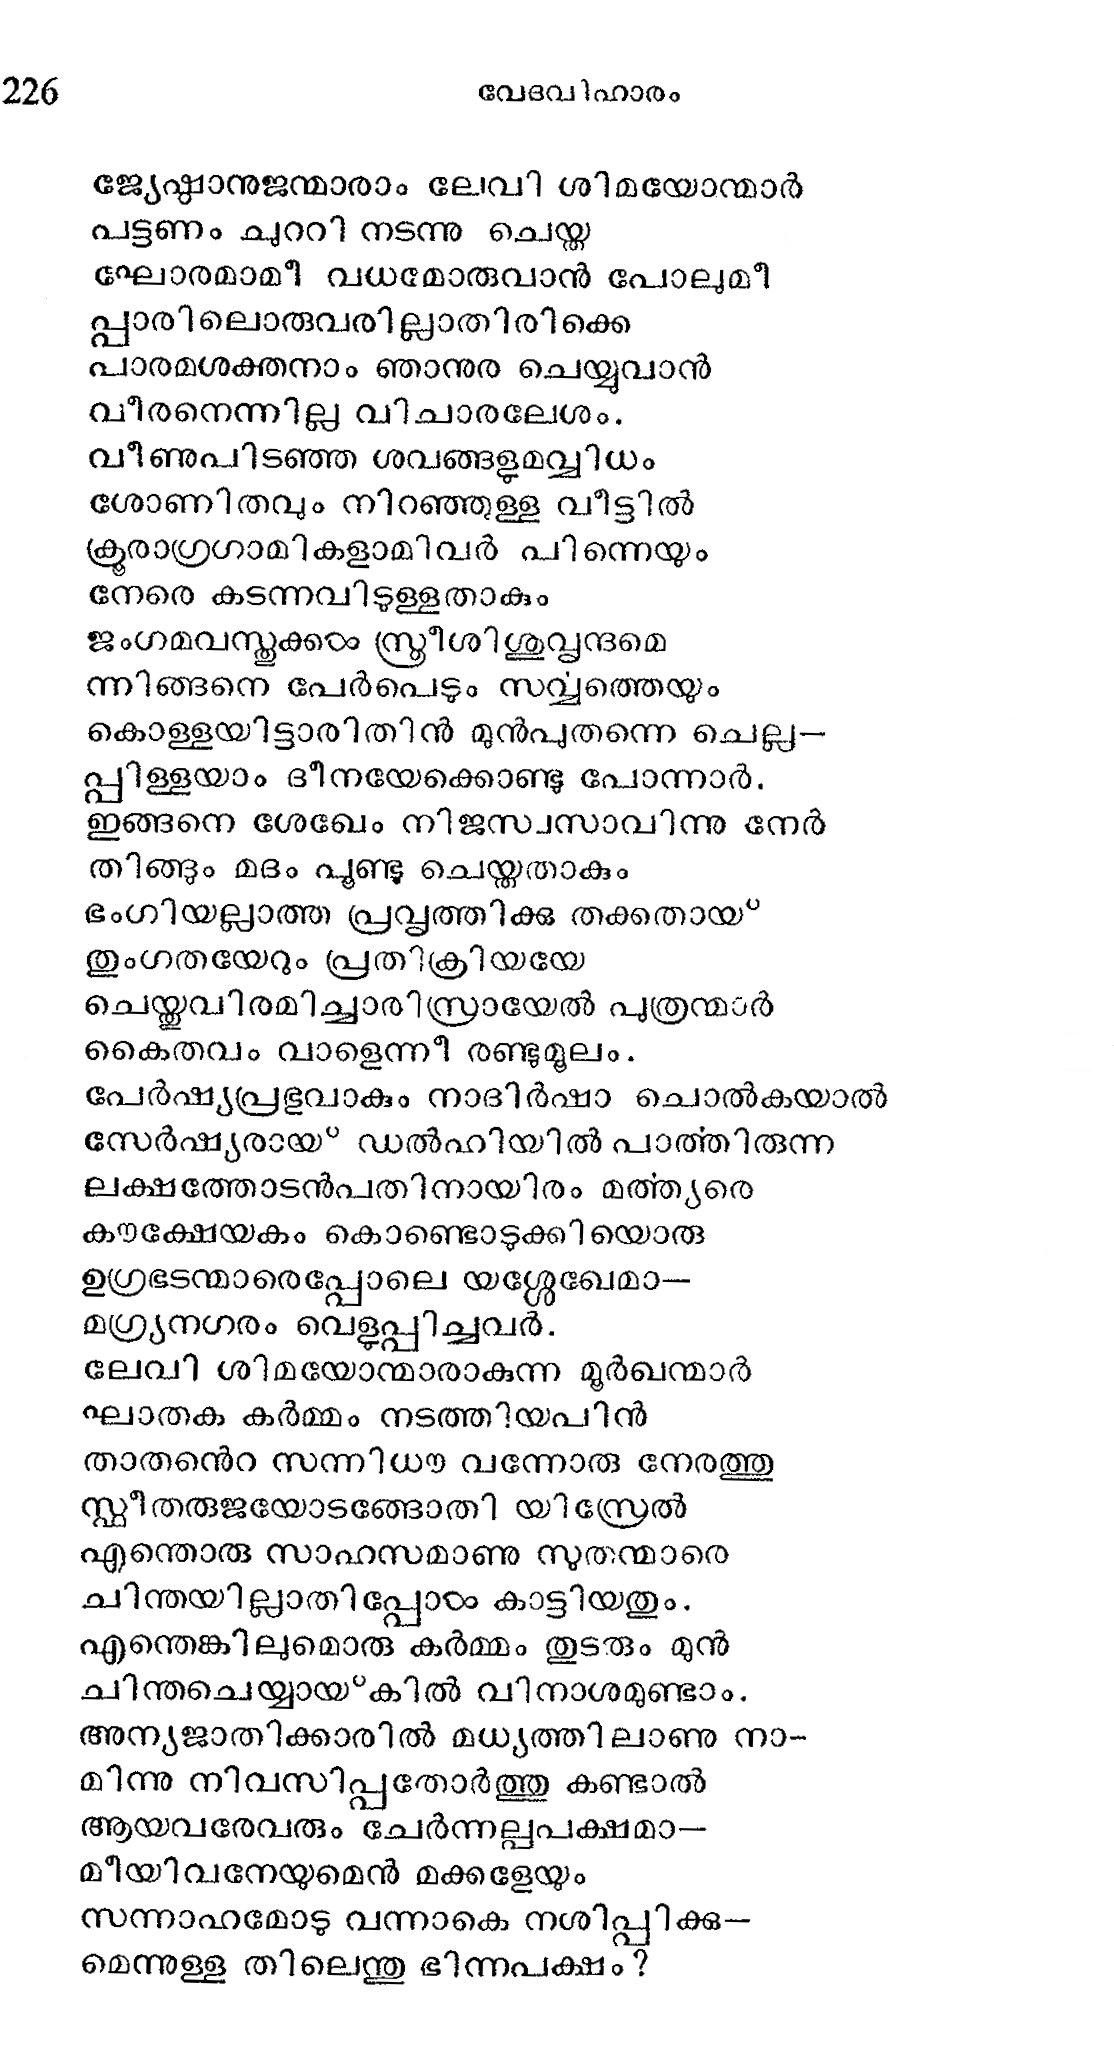 226 വേദവിഹാരം
ജ്യേഷ്ഠാനുജന്മാരാം ലേവി ശിമയോന്മാർ
പട്ടണം ചുററി നടന്നു ചെയ്ത
ഘോരമാമീ വധമോരുവാൻ പോലുമീ
പ്പാരിലൊരുവരില്ലാതിരിക്കെ
പാരമശക്തനാം ഞാനുര ചെയ്യുവാൻ
വീരനെന്നില്ല വിചാരലേശം.
വീണുപിടഞ്ഞ ശവങ്ങളുമവ്വിധം
ശോണിതവും നിറഞ്ഞുള്ള വീട്ടിൽ
ക്രൂരാഗ്രഗാമികളാമിവർ പിന്നെയും
നേരെ കടന്നവിടുള്ളതാകും
ജംഗമവസ്തുക്കൾ സ്ത്രീശിശുവൃന്ദമെ
ന്നിങ്ങനെ പേർപെടും സൎവ്വത്തെയും
കൊള്ളയിട്ടാരിതിൻ മുൻപുതന്നെ ചെല്ല—
പ്പിള്ളയാം ദീനയേക്കൊണ്ടു പോന്നാർ.
ഇങ്ങനെ ശേഖേം നിജസ്വസാവിന്നു നേർ
തിങ്ങും മദം പൂണ്ടു ചെയ്തതാകും
ഭംഗിയല്ലാത്ത പ്രവൃത്തിക്കു തക്കതായ്
തുംഗതയേറും പ്രതിക്രിയയേ
ചെയ്തുവിരമിച്ചാരിസ്രായേൽ പുത്രന്മാർ
കൈതവം വാളെന്നീ രണ്ടുമൂലം.
പേർഷ്യപ്രഭുവാകും നാദിർഷാ ചൊൽകയാൽ
സേർഷ്യരായ് ഡൽഹിയിൽ പാൎത്തിരുന്ന
ലക്ഷത്തോടൻപതിനായിരം മൎത്ത്യരെ
കൗക്ഷേയകം കൊണ്ടൊടുക്കിയൊരു
ഉഗ്രഭടന്മാരെപ്പോലെ യശ്ശേഖേമാ—
മഗ്ര്യനഗരം വെളുപ്പിച്ചവർ.
ലേവി ശിമയോന്മാരാകുന്ന മൂർഖന്മാർ
ഘാതക കർമ്മം നടത്തിയപിൻ
താതൻെറ സന്നിധൗ വന്നോരു നേരത്തു
സ്ഫീതരുജയോടങ്ങോതി യിസ്രേൽ
എന്തൊരു സാഹസമാണു സുതന്മാരെ
ചിന്തയില്ലാതിപ്പോൾ കാട്ടിയതും.
എന്തെങ്കിലുമൊരു കർമ്മം തുടരും മുൻ
ചിന്തചെയ്യായ്കിൽ വിനാശമുണ്ടാം.
അന്യജാതിക്കാരിൽ മധ്യത്തിലാണു നാ-
മിന്നു നിവസിപ്പതോർത്തു കണ്ടാൽ
ആയവരേവരും ചേർന്നല്പപക്ഷമാ—
മീയിവനേയുമെൻ മക്കളേയും
സന്നാഹമോടു വന്നാകെ നശിപ്പിക്കു—
മെന്നുള്ള തിലെന്തു ഭിന്നപക്ഷം?